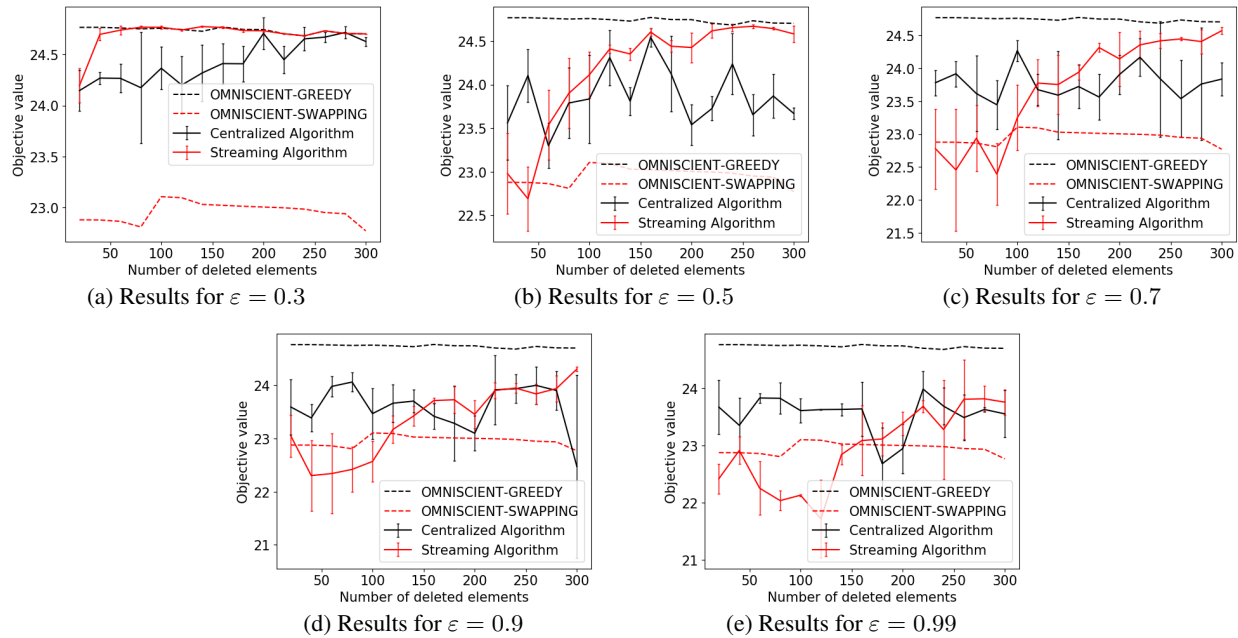 Objective value
24.5
24.0
23.5
23.0
OMNISCIENT-GREEDY
OMNISCIENT-SWAPPING
Centralized Algorithm
Streaming Algorithm
50 100 150 200 250 300
Number of deleted elements
(a) Results for ε = 0.3
Objective value
24.5
24.0
23.5
23.0
22.5
OMNISCIENT-GREEDY
OMNISCIENT-SWAPPING
Centralized Algorithm
Streaming Algorithm
50 100 150 200 250 300
Number of deleted elements
(b) Results for ε = 0.5
Objective value
24.5
24.0
23.5
23.0
22.5
22.0
21.5
OMNISCIENT-GREEDY
OMNISCIENT-SWAPPING
Centralized Algorithm
Streaming Algorithm
50 100 150 200 250 300
Number of deleted elements
(c) Results for ε = 0.7
Objective value
24
23
22
21
OMNISCIENT-GREEDY
OMNISCIENT-SWAPPING
Centralized Algorithm
Streaming Algorithm
50 100 150 200 250 300
Number of deleted elements
(d) Results for ε = 0.9
Objective value
24
23
22
21
OMNISCIENT-GREEDY
OMNISCIENT-SWAPPING
Centralized Algorithm
Streaming Algorithm
50 100 150 200 250 300
Number of deleted elements
(e) Results for ε = 0.99